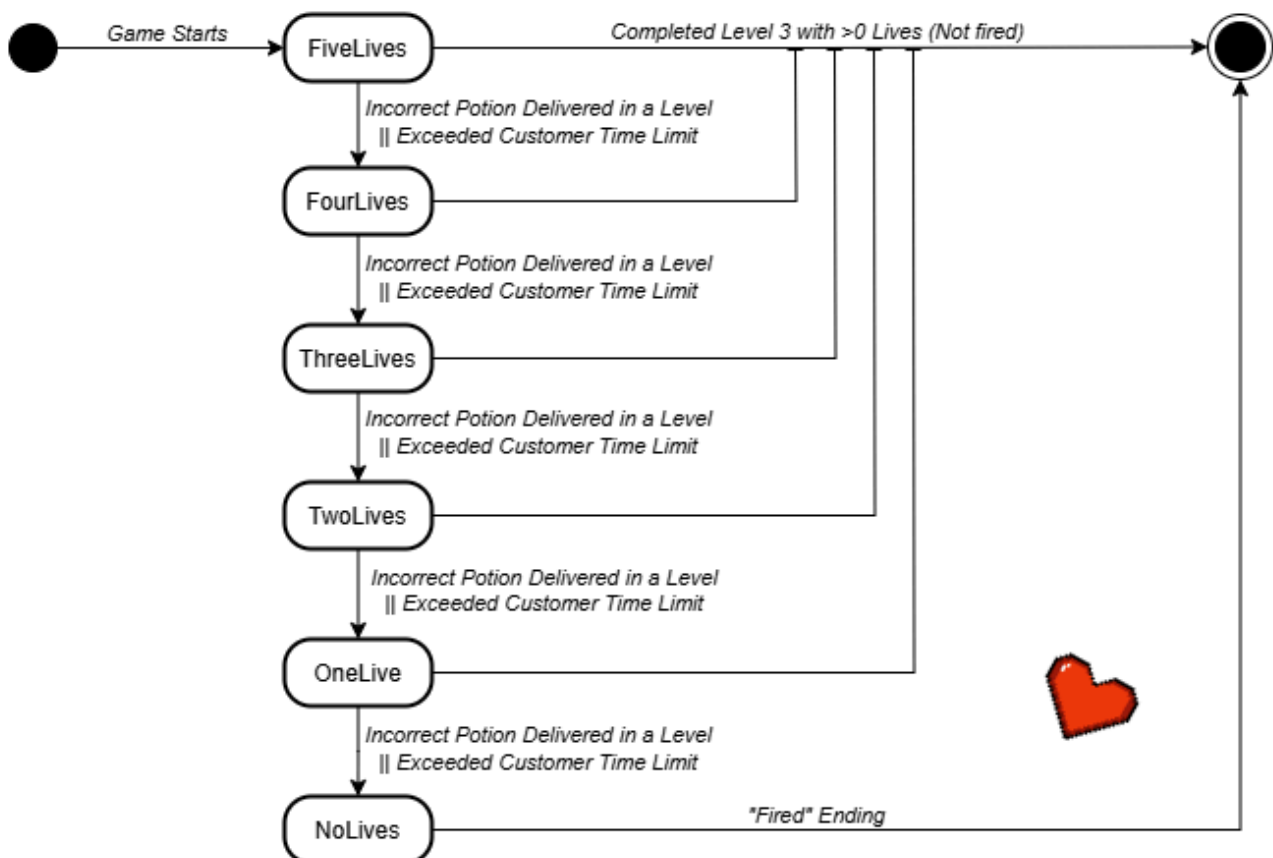 Game Starts
FiveLives
Completed Level 3 with >0 Lives (Not fired)
Incorrect Potion Delivered in a Level
|| Exceeded Customer Time Limit
FourLives
Incorrect Potion Delivered in a Level
|| Exceeded Customer Time Limit
ThreeLives
Incorrect Potion Delivered in a Level
|| Exceeded Customer Time Limit
TwoLives
Incorrect Potion Delivered in a Level
|| Exceeded Customer Time Limit
OneLive
Incorrect Potion Delivered in a Level
|| Exceeded Customer Time Limit
NoLives
"Fired" Ending